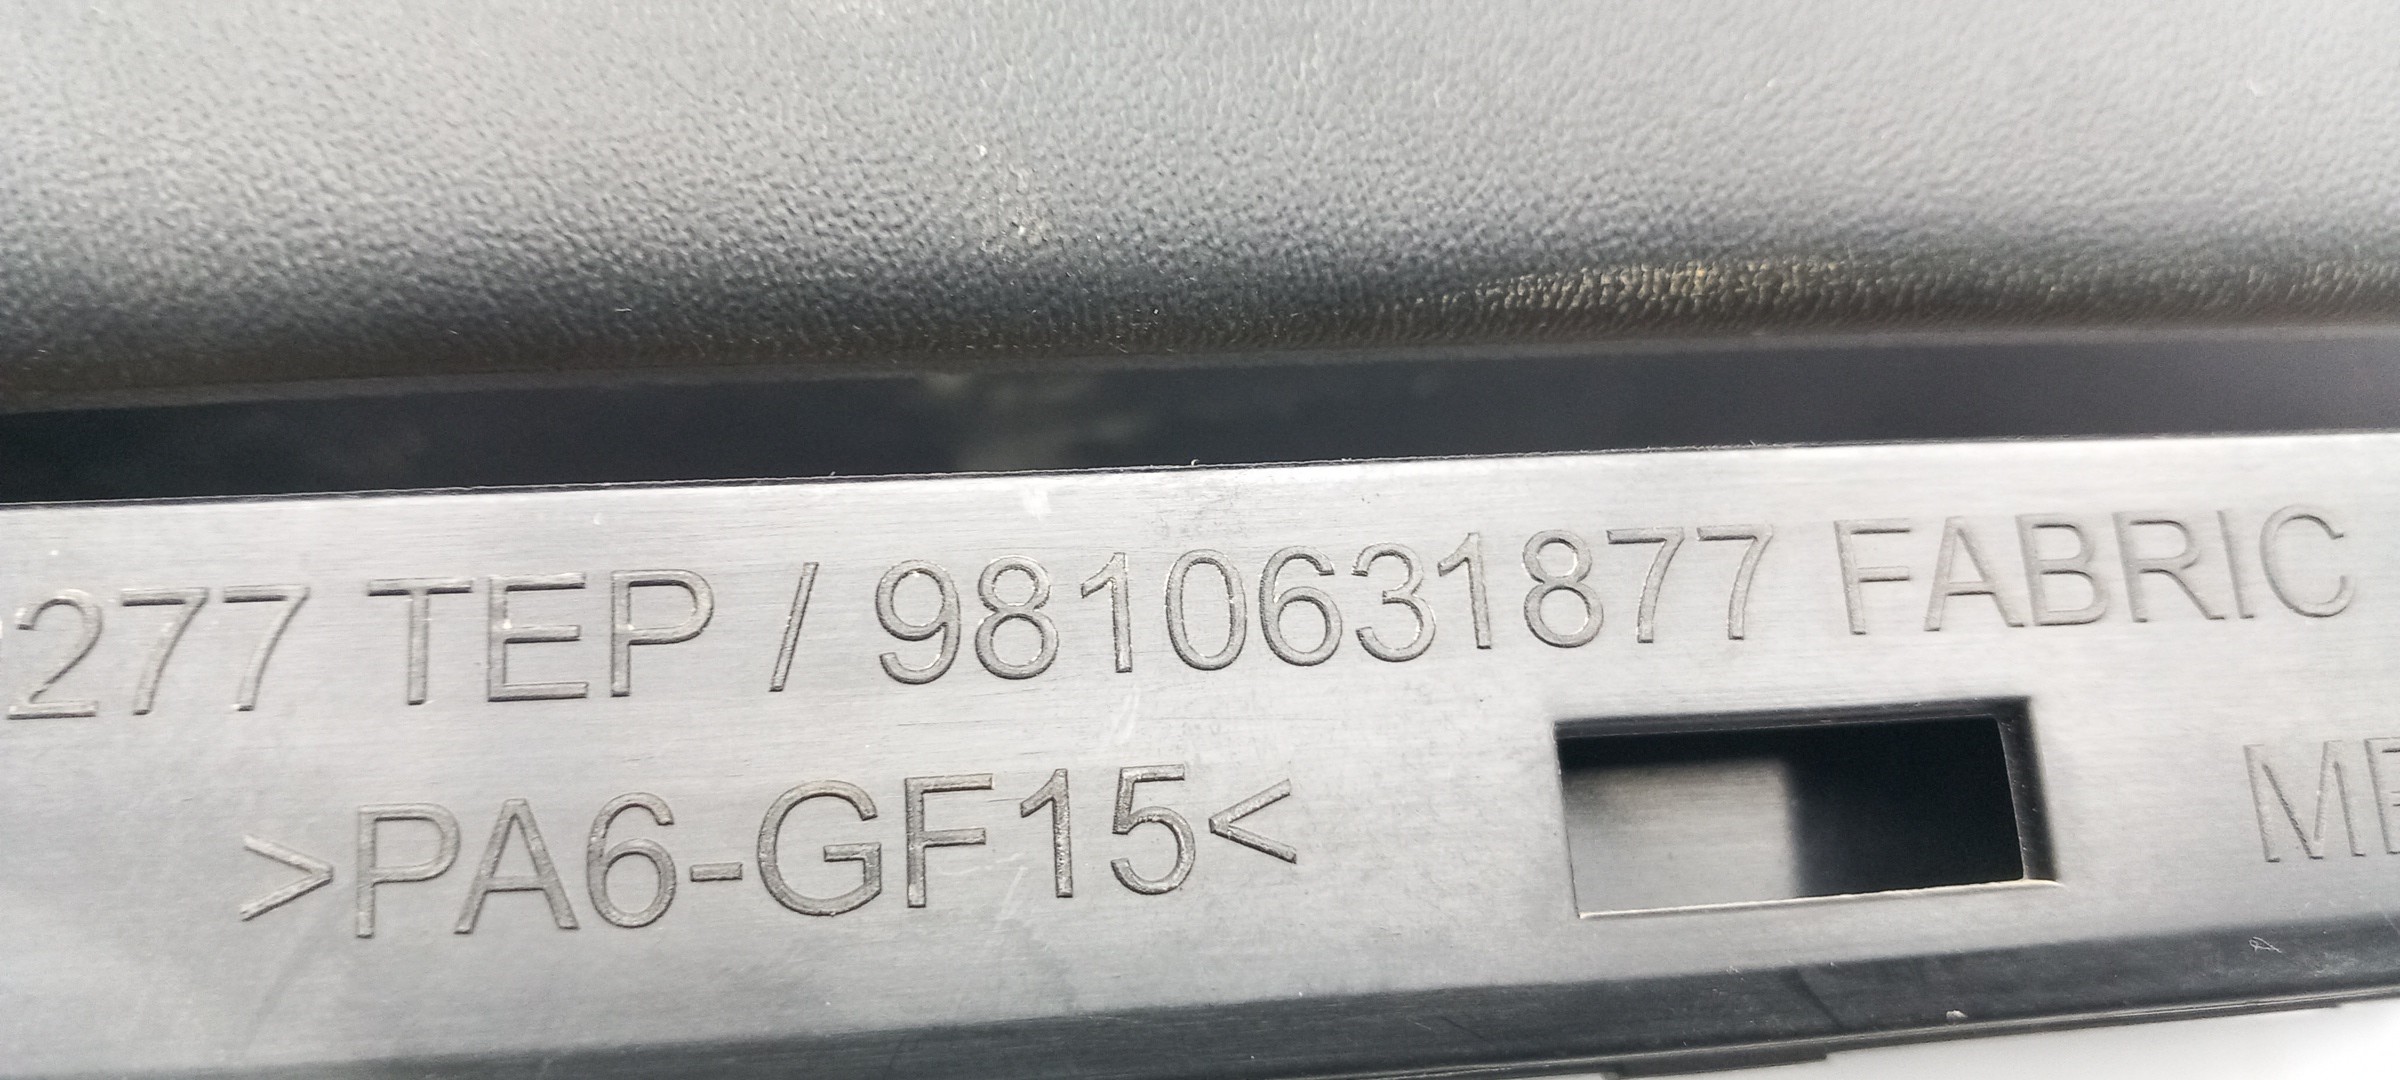 277 TEP / 9810631877 FABRIC
>PA6-GF15<